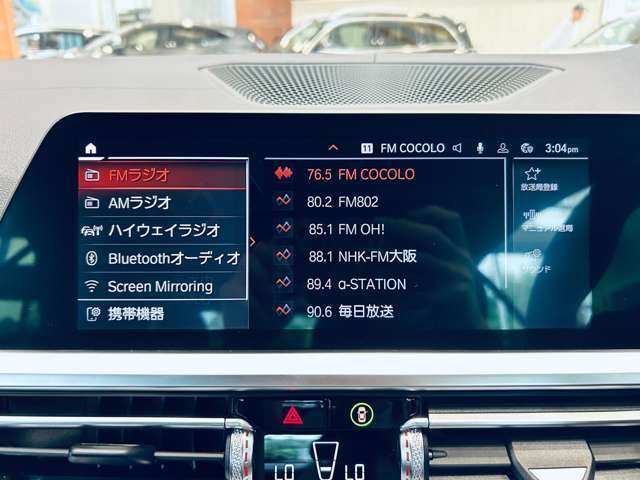 11 FM COCOLO 3:04pm
FMラジオ
AMラジオ
ハイウェイラジオ
Bluetoothオーディオ
Screen Mirroring
携帯機器
76.5 FM COCOLO
80.2 FM802
85.1 FM OH!
88.1 NHK-FM大阪
89.4 α-STATION
90.6 毎日放送
放送局登録
マニュアル選局
サウンド
LO LO